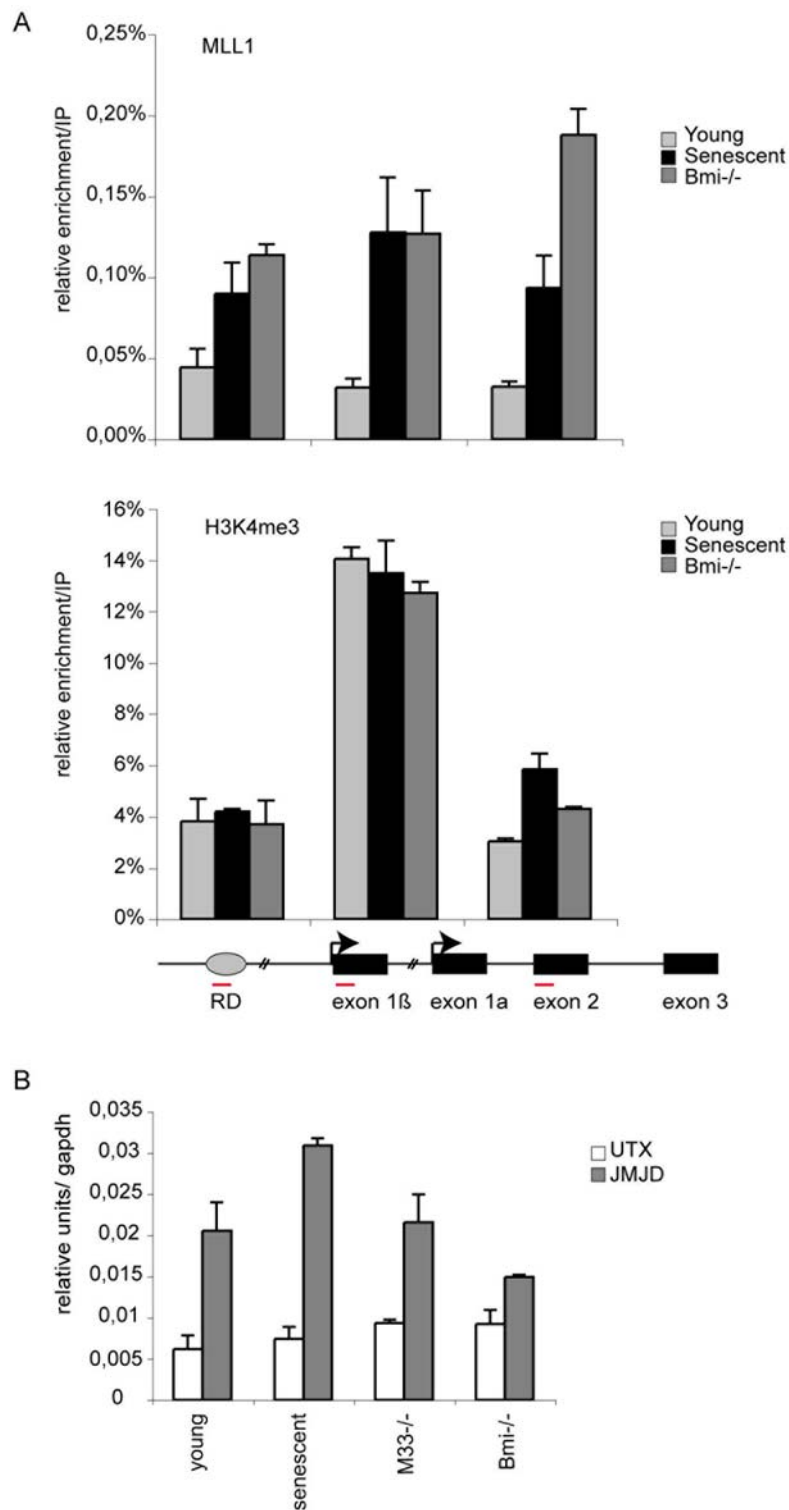 A
MLL1
relative enrichment/IP
0,25%
0,20%
0,15%
0,10%
0,05%
0,00%
Young
Senescent
Bmi-/-
H3K4me3
relative enrichment/IP
16%
14%
12%
10%
8%
6%
4%
2%
0%
Young
Senescent
Bmi-/-
RD
exon 1ß
exon 1a
exon 2
exon 3
B
relative units/ gapdh
0,035
0,03
0,025
0,02
0,015
0,01
0,005
0
UTX
JMJD
young
senescent
M33-/-
Bmi-/-